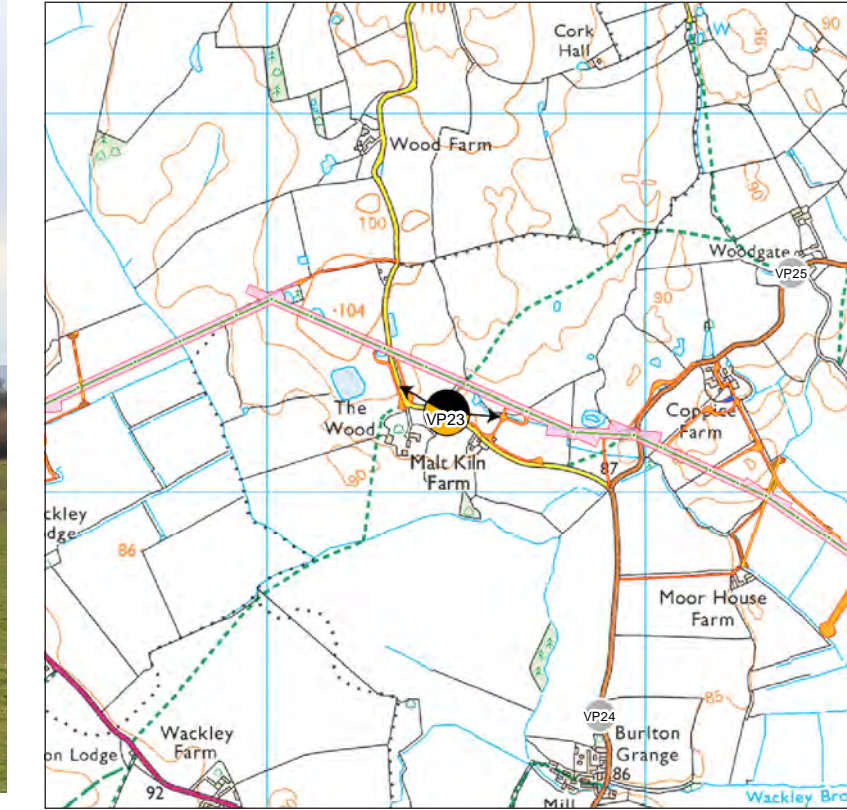 110
Cork
Hall
W
95
90
Wood Farm
100
90
Woodgate
VP25
90
·104
The
Wood
VP23
Coppice
Farm
Malt Kiln
Farm
87
90
ckley
dge
86
Moor House
Farm
85
VP24
Burlton
Grange
86
Wackley
Farm
on Lodge
92
Mill
Wackley Bro